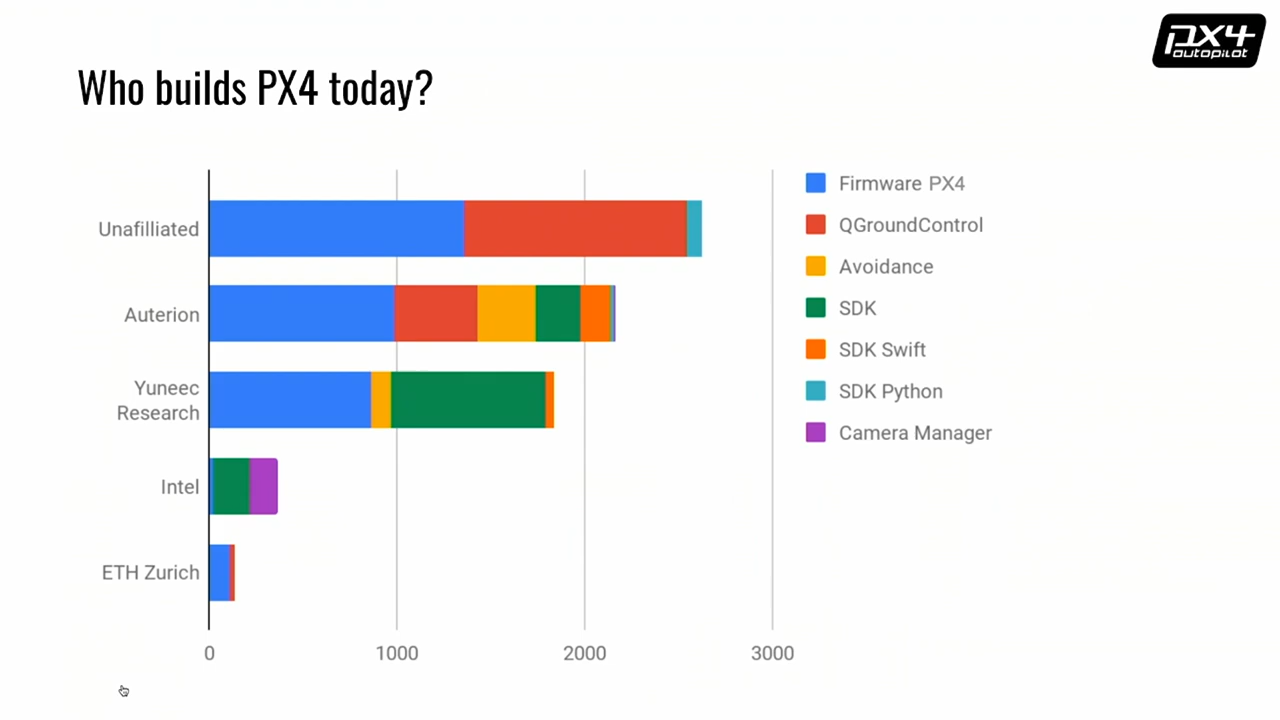 px4
autopilot
Who builds PX4 today?
Unafilliated
Auterion
Yuneec
Research
Intel
ETH Zurich
0
1000
2000
3000
Firmware PX4
QGroundControl
Avoidance
SDK
SDK Swift
SDK Python
Camera Manager